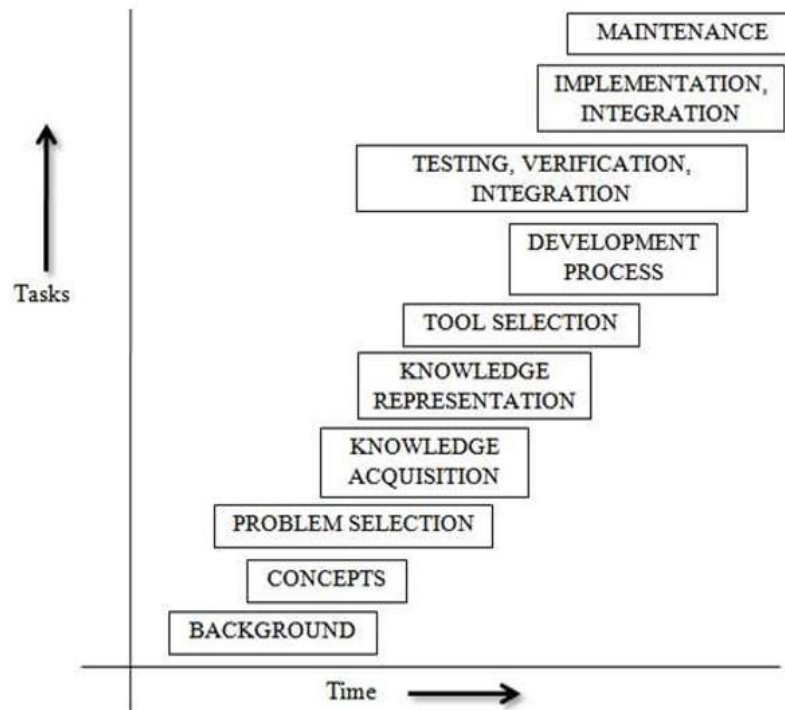 MAINTENANCE
IMPLEMENTATION,
INTEGRATION
TESTING, VERIFICATION,
INTEGRATION
DEVELOPMENT
PROCESS
Tasks
TOOL SELECTION
KNOWLEDGE
REPRESENTATION
KNOWLEDGE
ACQUISITION
PROBLEM SELECTION
CONCEPTS
BACKGROUND
Time